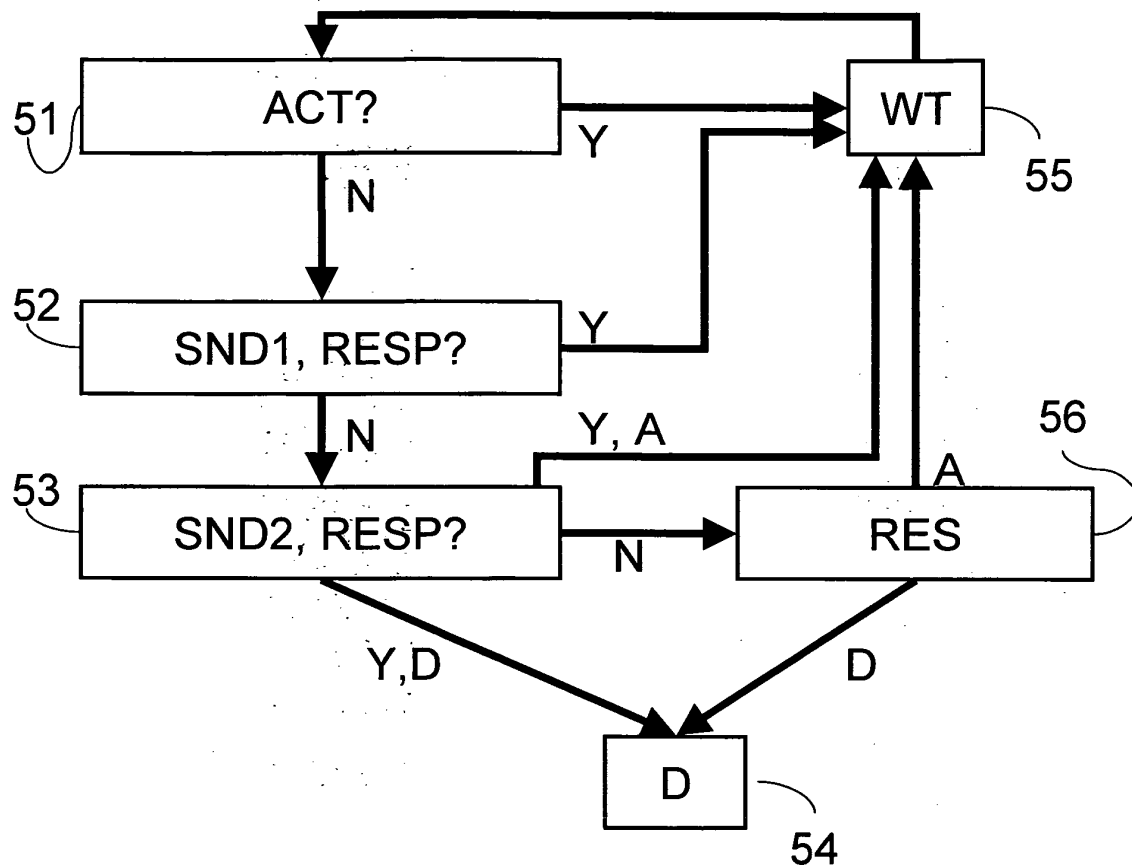 ACT?
WT
51
Y
55
N
52
SND1, RESP?
Y
N
Y, A
56
53
SND2, RESP?
N
A
RES
Y,D
D
D
54